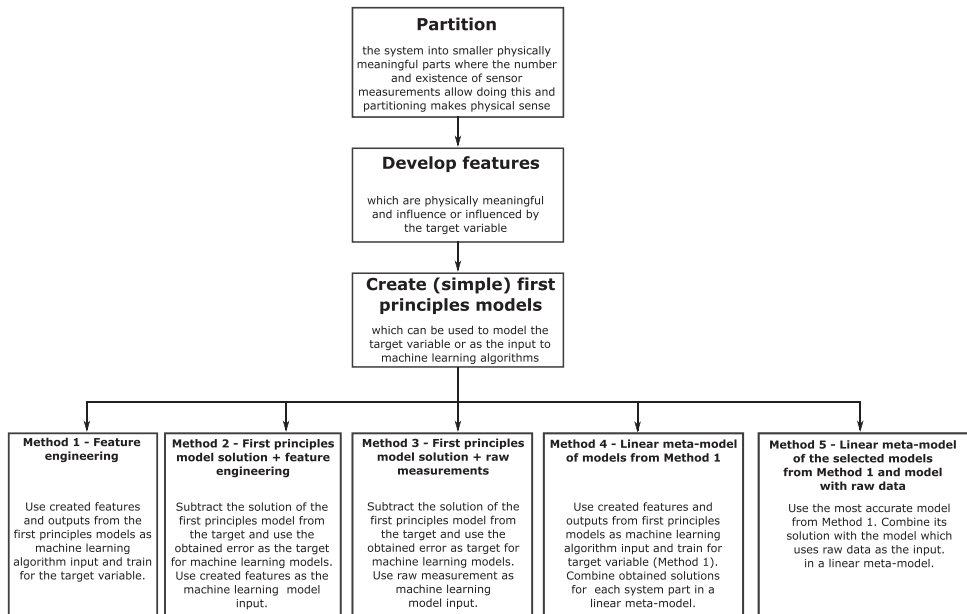 Partition
the system into smaller physically
meaningful parts where the number
and existence of sensor
measurements allow doing this and
partitioning makes physical sense
Develop features
which are physically meaningful
and influence or influenced by
the target variable
Create (simple) first
principles models
which can be used to model the
target variable or as the input to
machine learning algorithms
Method 1 - Feature
engineering
Use created features
and outputs from the
first principles models as
machine learning
algorithm input and train
for the target variable.
Method 2 - First principles
model solution + feature
engineering
Subtract the solution of the
first principles model from
the target and use the
obtained error as the target
for machine learning models.
Use created features as the
machine learning model
input.
Method 3 - First principles
model solution + raw
measurements
Subtract the solution of the
first principles model from
the target and use the
obtained error as target for
machine learning models.
Use raw measurement as
machine learning
model input.
Method 4 - Linear meta-model
of models from Method 1
Use created features and
outputs from first principles
models as machine learning
algorithm input and train for
target variable (Method 1).
Combine obtained solutions
for each system part in a
linear meta-model.
Method 5 - Linear meta-model
of the selected models
from Method 1 and model
with raw data
Use the most accurate model
from Method 1. Combine its
solution with the model which
uses raw data as the input.
in a linear meta-model.